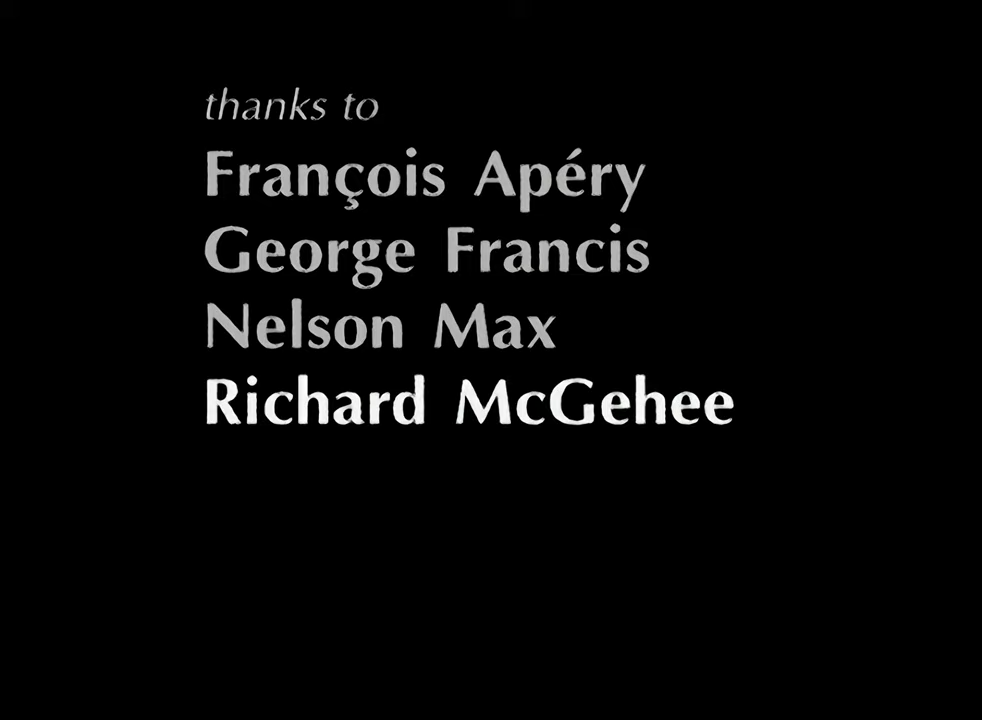 thanks to
François Apéry
George Francis
Nelson Max
Richard McGehee